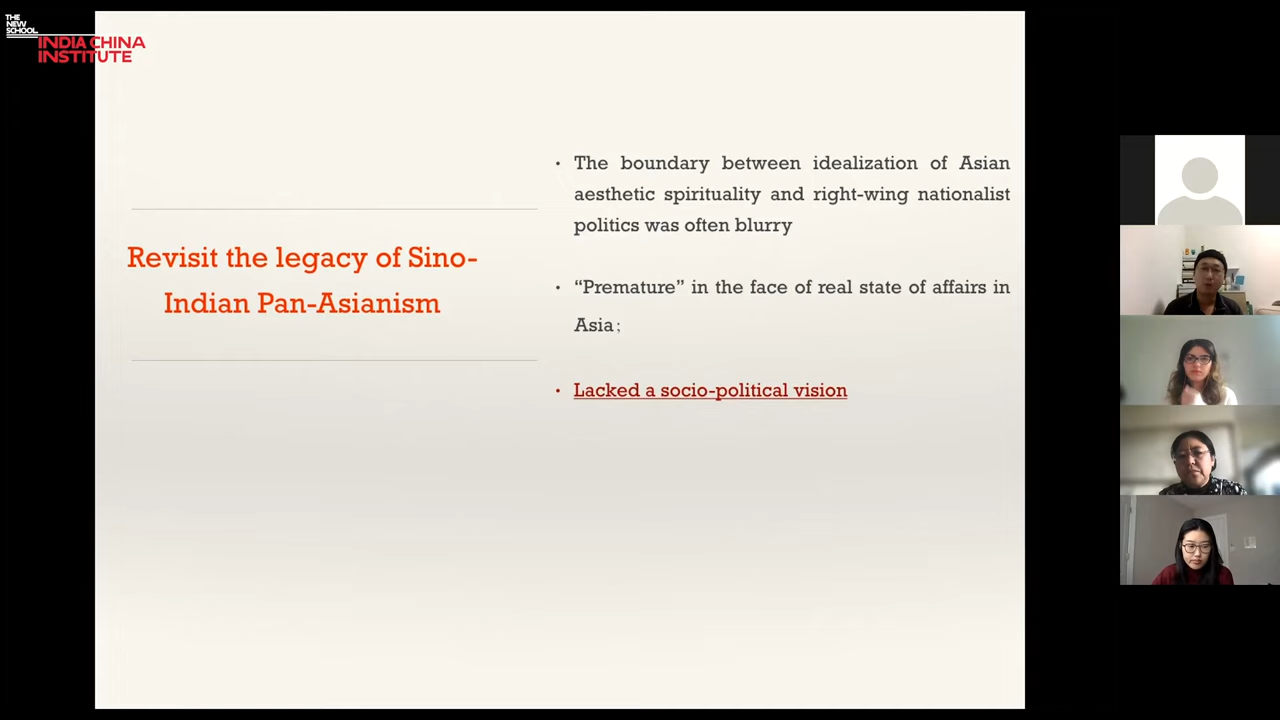 THE
NEW
SCHOOL
INDIA CHINA
INSTITUTE
Revisit the legacy of Sino-
Indian Pan-Asianism
• The boundary between idealization of Asian
aesthetic spirituality and right-wing nationalist
politics was often blurry
• “Premature” in the face of real state of affairs in
Asia;
• Lacked a socio-political vision